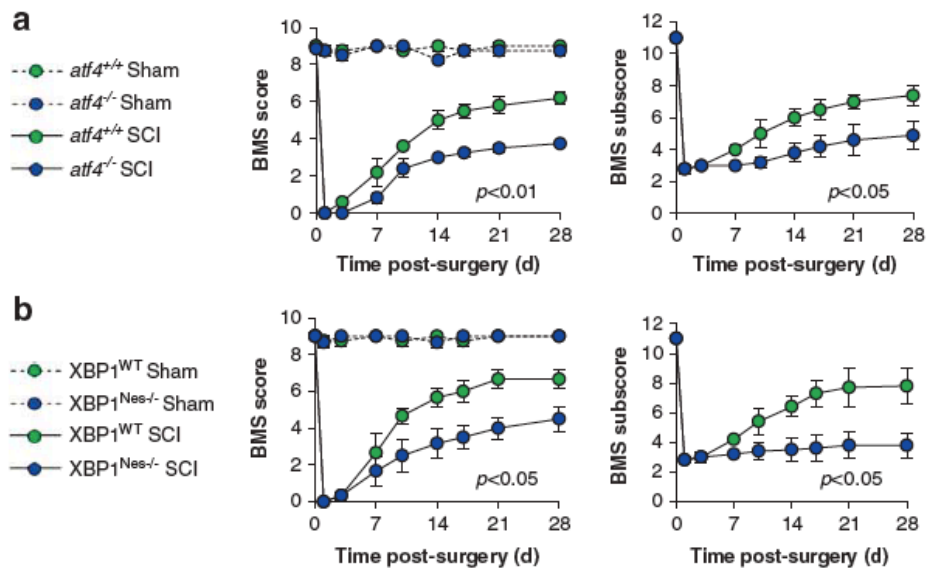 a
atf4+/+ Sham
atf4-/- Sham
atf4+/+ SCI
atf4-/- SCI
BMS score
10
8
6
4
2
0
p<0.01
0 7 14 21 28
Time post-surgery (d)
BMS subscore
12
10
8
6
4
2
0
p<0.05
0 7 14 21 28
Time post-surgery (d)
b
XBP1WT Sham
XBP1Nes-/- Sham
XBP1WT SCI
XBP1Nes-/- SCI
BMS score
10
8
6
4
2
0
p<0.05
0 7 14 21 28
Time post-surgery (d)
BMS subscore
12
10
8
6
4
2
0
p<0.05
0 7 14 21 28
Time post-surgery (d)